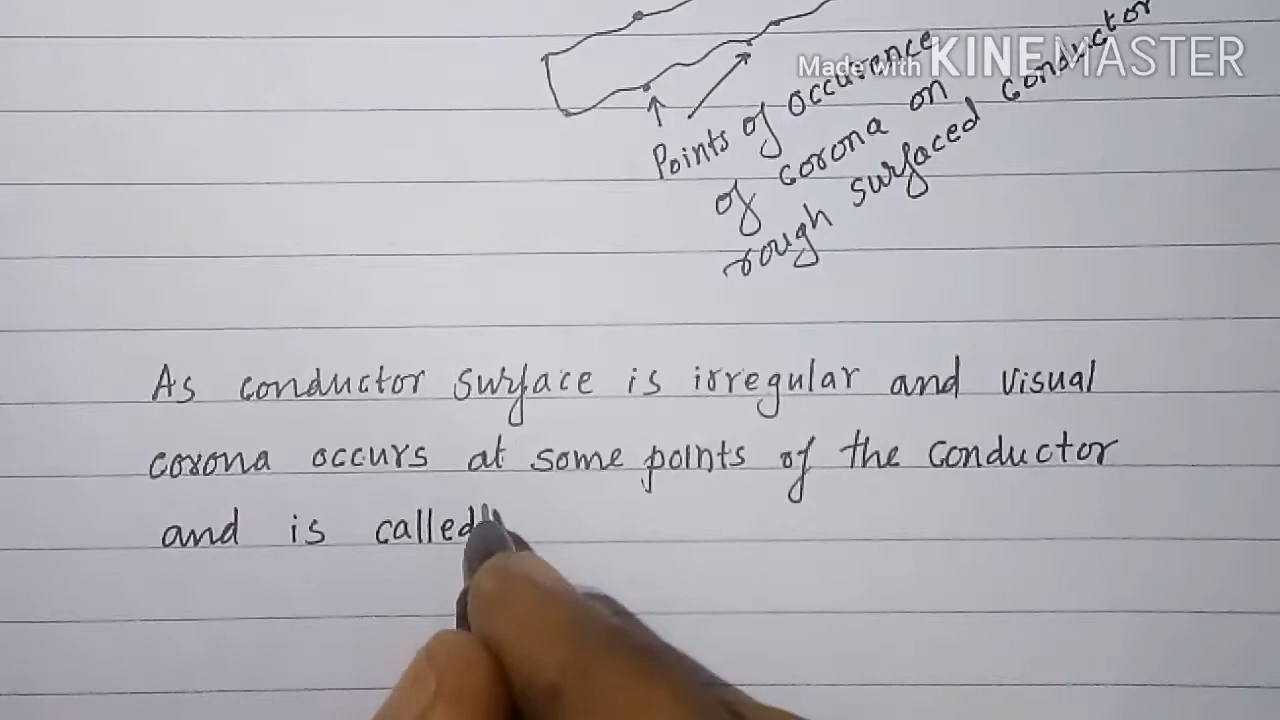 Made with KINEMASTER
Points of occurence
of corona on
rough surfaced conductor
As conductor surface is irregular and visual
corona occurs at some points of the conductor
and is called